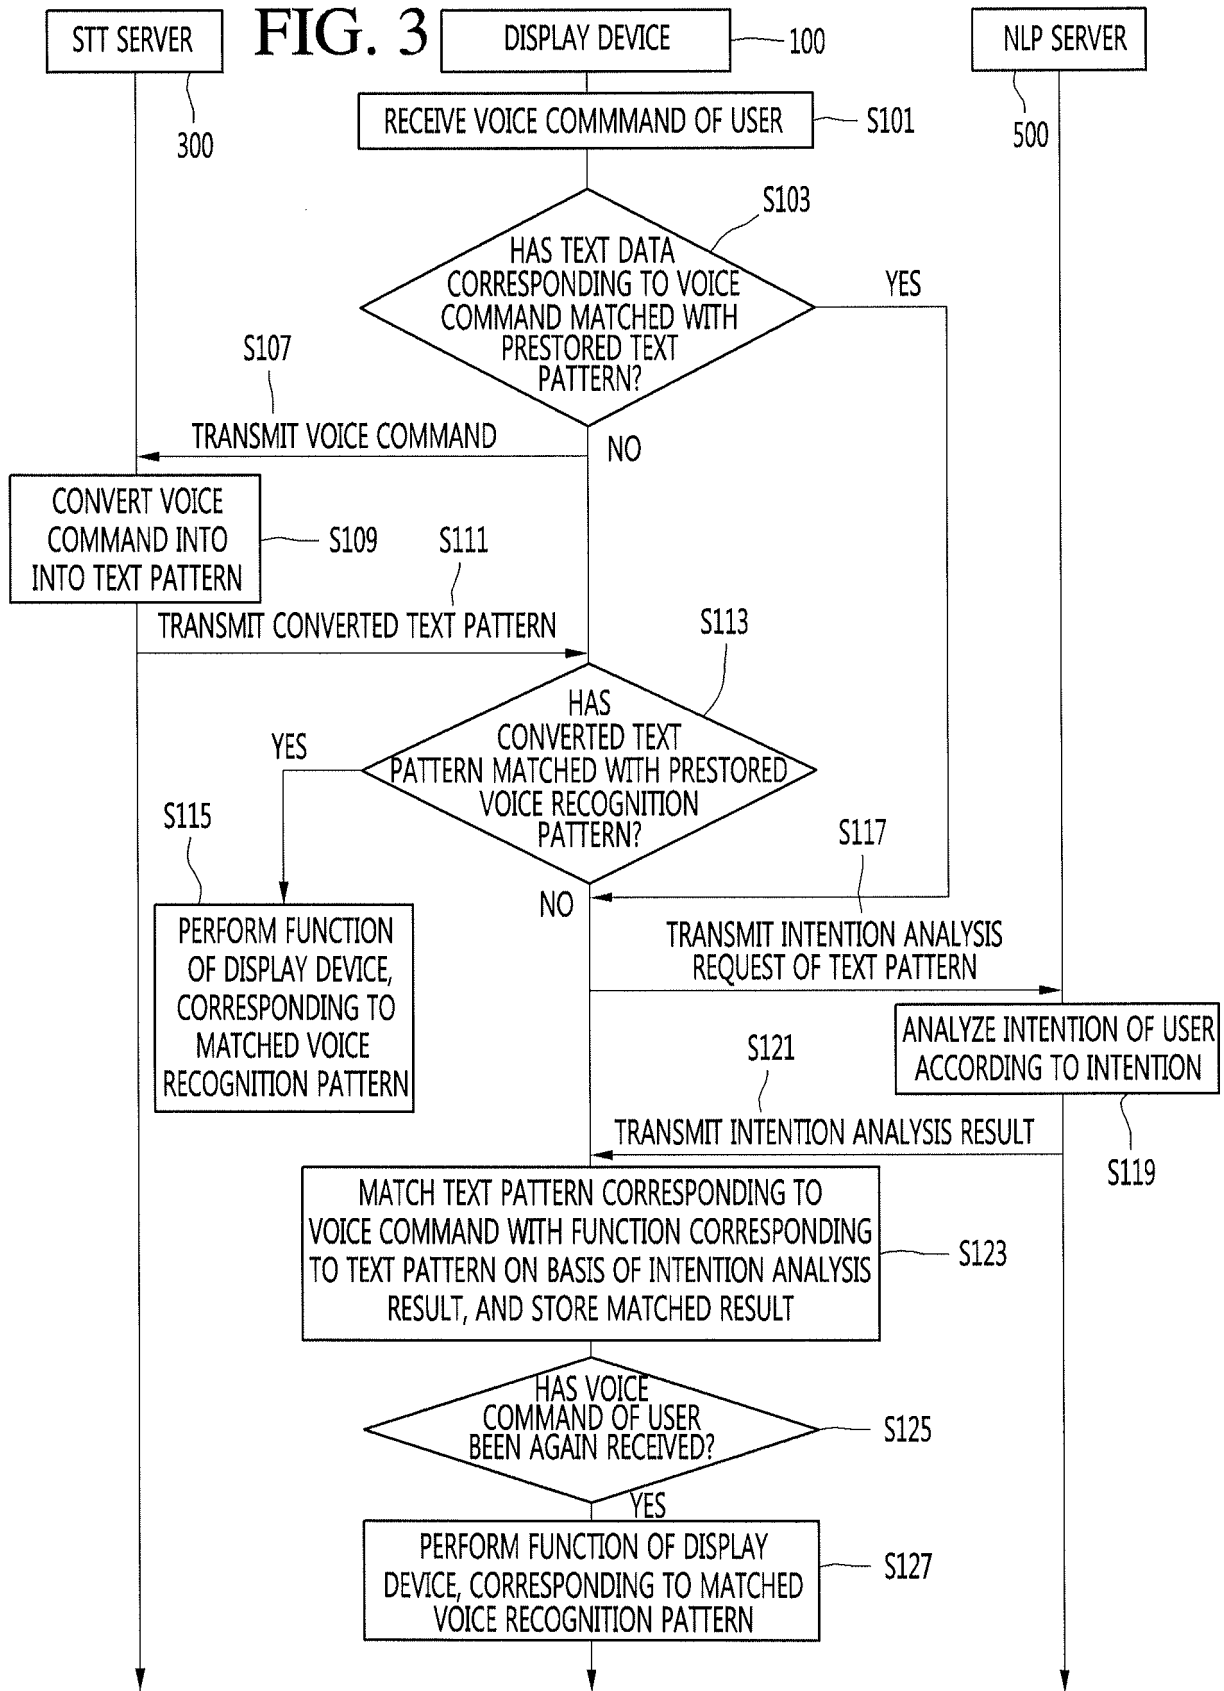 FIG. 3
STT SERVER
300
DISPLAY DEVICE
100
NLP SERVER
500
RECEIVE VOICE COMMMAND OF USER
S101
S103
HAS TEXT DATA
CORRESPONDING TO VOICE
COMMAND MATCHED WITH
PRESTORED TEXT
PATTERN?
YES
NO
S107
TRANSMIT VOICE COMMAND
CONVERT VOICE
COMMAND INTO
INTO TEXT PATTERN
S109
S111
TRANSMIT CONVERTED TEXT PATTERN
S113
HAS
CONVERTED TEXT
PATTERN MATCHED WITH PRESTORED
VOICE RECOGNITION
PATTERN?
YES
NO
S115
PERFORM FUNCTION
OF DISPLAY DEVICE,
CORRESPONDING TO
MATCHED VOICE
RECOGNITION PATTERN
S117
TRANSMIT INTENTION ANALYSIS
REQUEST OF TEXT PATTERN
ANALYZE INTENTION OF USER
ACCORDING TO INTENTION
S119
S121
TRANSMIT INTENTION ANALYSIS RESULT
MATCH TEXT PATTERN CORRESPONDING TO
VOICE COMMAND WITH FUNCTION CORRESPONDING
TO TEXT PATTERN ON BASIS OF INTENTION ANALYSIS
RESULT, AND STORE MATCHED RESULT
S123
HAS VOICE
COMMAND OF USER
BEEN AGAIN RECEIVED?
S125
YES
PERFORM FUNCTION OF DISPLAY
DEVICE, CORRESPONDING TO MATCHED
VOICE RECOGNITION PATTERN
S127